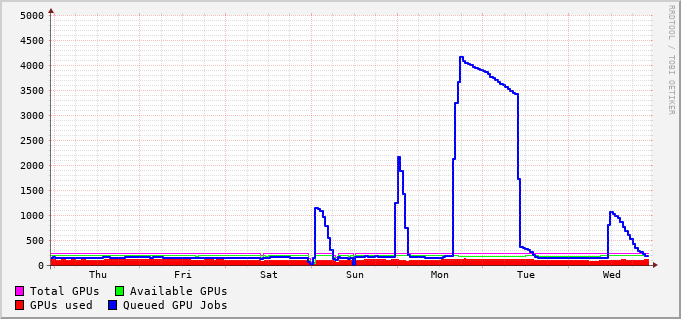 5000
4500
4000
3500
3000
2500
2000
1500
1000
500
0
Thu Fri Sat Sun Mon Tue Wed
Total GPUs Available GPUs
GPUs used Queued GPU Jobs
RRDTOOL / TOBI OETIKER